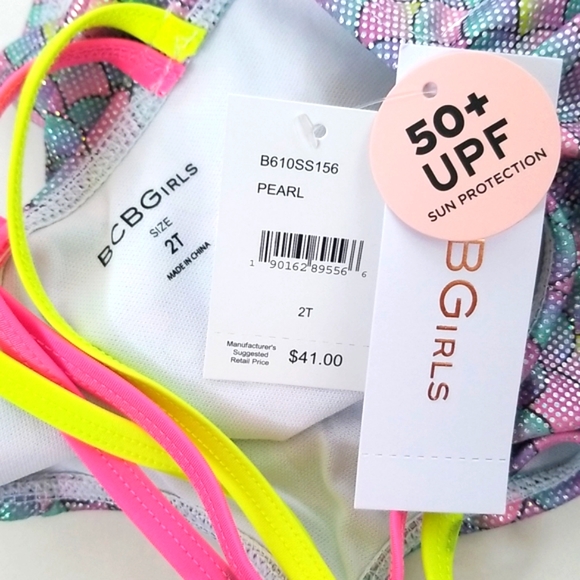 BCBGIRLS
SIZE
2T
MADE IN CHINA
B610SS156
PEARL
1 90162 89556 6
2T
Manufacturer's
Suggested
Retail Price
$41.00
50+
UPF
SUN PROTECTION
BGIRLS